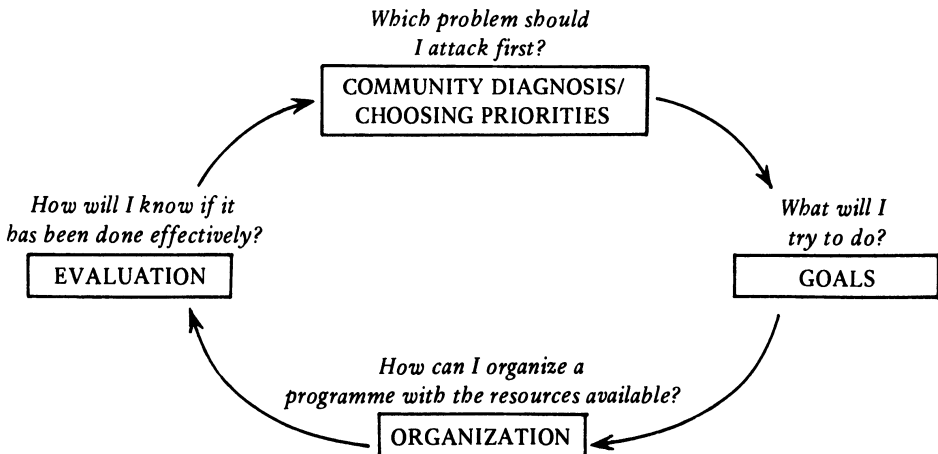 Which problem should
I attack first?
COMMUNITY DIAGNOSIS/
CHOOSING PRIORITIES
What will I
try to do?
GOALS
How can I organize a
programme with the resources available?
ORGANIZATION
How will I know if it
has been done effectively?
EVALUATION